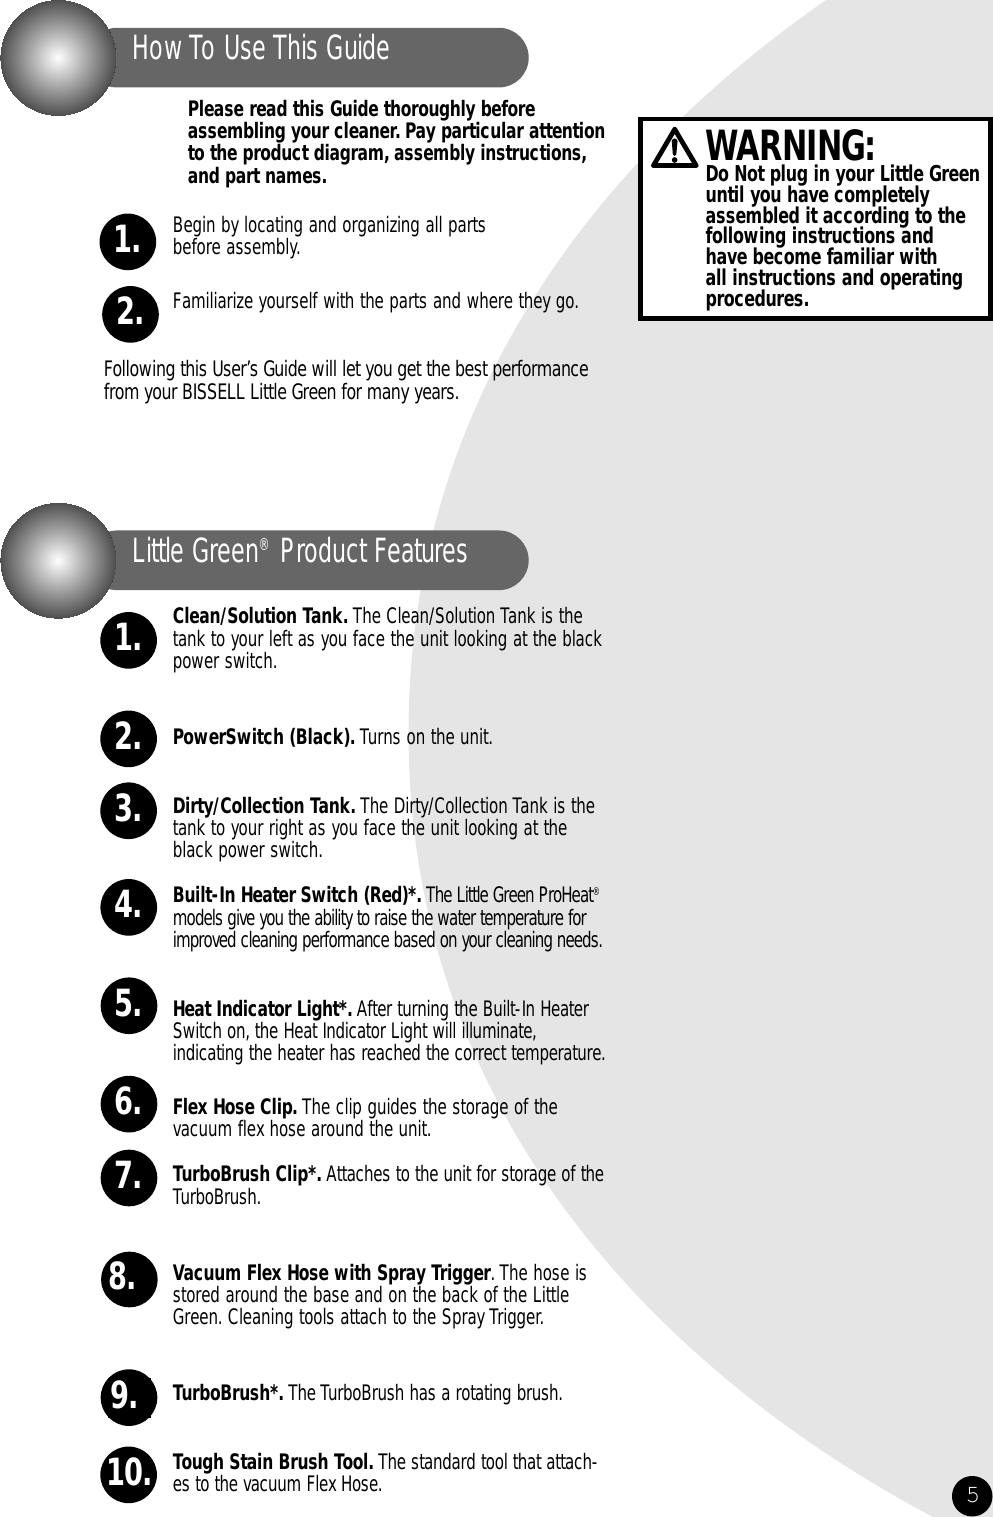 How To Use This Guide
Please read this Guide thoroughly before
assembling your cleaner. Pay particular attention
to the product diagram, assembly instructions,
and part names.
1.
Begin by locating and organizing all parts
before assembly.
2.
Familiarize yourself with the parts and where they go.
Following this User’s Guide will let you get the best performance
from your BISSELL Little Green for many years.
WARNING:
Do Not plug in your Little Green
until you have completely
assembled it according to the
following instructions and
have become familiar with
all instructions and operating
procedures.
Little Green® Product Features
1.
Clean/Solution Tank. The Clean/Solution Tank is the
tank to your left as you face the unit looking at the black
power switch.
2.
PowerSwitch (Black). Turns on the unit.
3.
Dirty/Collection Tank. The Dirty/Collection Tank is the
tank to your right as you face the unit looking at the
black power switch.
4.
Built-In Heater Switch (Red)*. The Little Green ProHeat®
models give you the ability to raise the water temperature for
improved cleaning performance based on your cleaning needs.
5.
Heat Indicator Light*. After turning the Built-In Heater
Switch on, the Heat Indicator Light will illuminate,
indicating the heater has reached the correct temperature.
6.
Flex Hose Clip. The clip guides the storage of the
vacuum flex hose around the unit.
7.
TurboBrush Clip*. Attaches to the unit for storage of the
TurboBrush.
8.
Vacuum Flex Hose with Spray Trigger. The hose is
stored around the base and on the back of the Little
Green. Cleaning tools attach to the Spray Trigger.
9.
TurboBrush*. The TurboBrush has a rotating brush.
10.
Tough Stain Brush Tool. The standard tool that attach-
es to the vacuum Flex Hose.
5